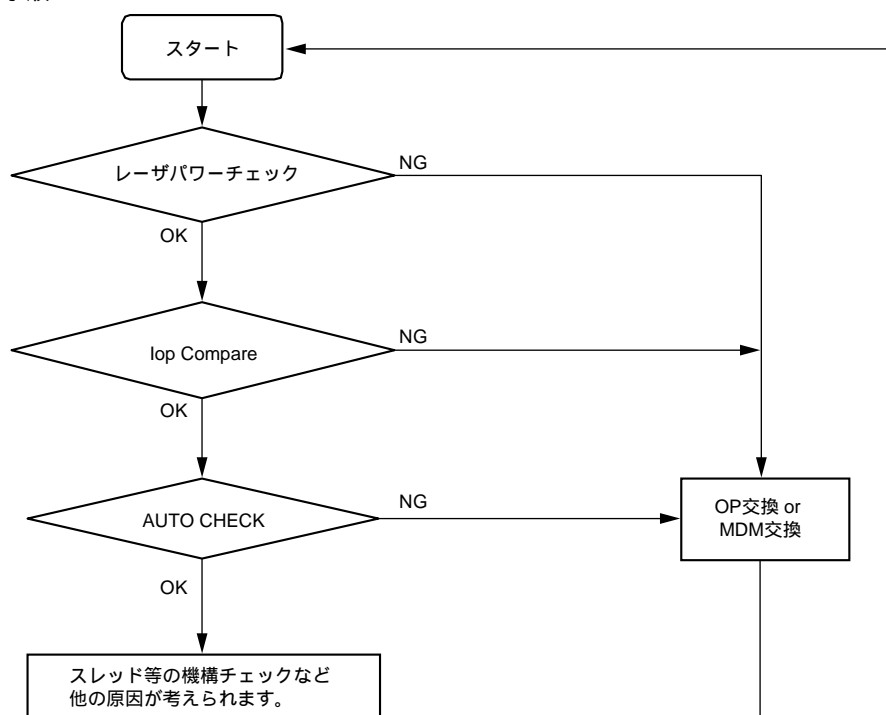 スタート
レーザパワーチェック
NG
OK
Iop Compare
NG
OK
AUTO CHECK
NG
OP交換 or
MDM交換
OK
スレッド等の機構チェックなど
他の原因が考えられます。